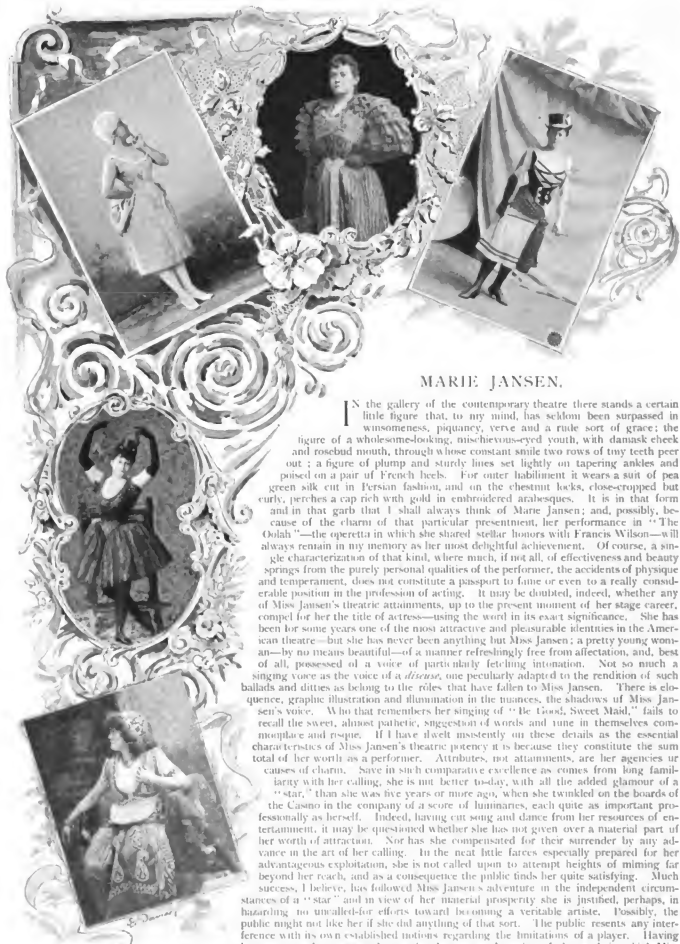 MARIE JANSEN.
IN the gallery of the contemporary theatre there stands a certain
little figure that, to my mind, has seldom been surpassed in
winsomeness, piquancy, verve and a rude sort of grace; the
figure of a wholesome-looking, mischievous-eyed youth, with damask cheek
and rosebud mouth, through whose constant smile two rows of tiny teeth peer
out; a figure of plump and sturdy lines set lightly on tapering ankles and
poised on a pair of French heels. For outer habiliment it wears a suit of pea
green silk cut in Persian fashion, and on the chestnut locks, close-cropped but
curly, perches a cap rich with gold in embroidered arabesques. It is in that form
and in that garb that I shall always think of Marie Jansen; and, possibly, be-
cause of the charm of that particular presentment, her performance in "The
Oolah"—the operetta in which she shared stellar honors with Francis Wilson—will
always remain in my memory as her most delightful achievement. Of course, a sin-
gle characterization of that kind, where much, if not all, of effectiveness and beauty
springs from the purely personal qualities of the performer, the accidents of physique
and temperament, does not constitute a passport to fame or even to a really consid-
erable position in the profession of acting. It may be doubted, indeed, whether any
of Miss Jansen's theatric attainments, up to the present moment of her stage career,
compel for her the title of actress—using the word in its exact significance. She has
been for some years one of the most attractive and pleasurable identities in the Amer-
ican theatre—but she has never been anything but Miss Jansen; a pretty young wom-
an—by no means beautiful—of a manner refreshingly free from affectation, and, best
of all, possessed of a voice of particularly fetching intonation. Not so much a
singing voice as the voice of a diseuse, one peculiarly adapted to the rendition of such
ballads and ditties as belong to the rôles that have fallen to Miss Jansen. There is elo-
quence, graphic illustration and illumination in the nuances, the shadows of Miss Jan-
sen's voice. Who that remembers her singing of "Be Good, Sweet Maid," fails to
recall the sweet, almost pathetic, suggestion of words and tune in themselves com-
monplace and risque. If I have dwelt insistently on these details as the essential
characteristics of Miss Jansen's theatric potency it is because they constitute the sum
total of her worth as a performer. Attributes, not attainments, are her agencies or
causes of charm. Save in such comparative excellence as comes from long famil-
iarity with her calling, she is not better to-day, with all the added glamour of a
"star," than she was five years or more ago, when she twinkled on the boards of
the Casino in the company of a score of luminaries, each quite as important pro-
fessionally as herself. Indeed, having cut song and dance from her resources of en-
tertainment, it may be questioned whether she has not given over a material part of
her worth of attraction. Nor has she compensated for their surrender by any ad-
vance in the art of her calling. In the neat little farces especially prepared for her
advantageous exploitation, she is not called upon to attempt heights of miming far
beyond her reach, and as a consequence the public finds her quite satisfying. Much
success, I believe, has followed Miss Jansen's adventure in the independent circum-
stances of a "star" and in view of her material prosperity she is justified, perhaps, in
hazarding no uncalled-for efforts toward becoming a veritable artiste. Possibly, the
public might not like her if she did anything of that sort. The public resents any inter-
ference with its own established notions regarding the limitations of a player. Having